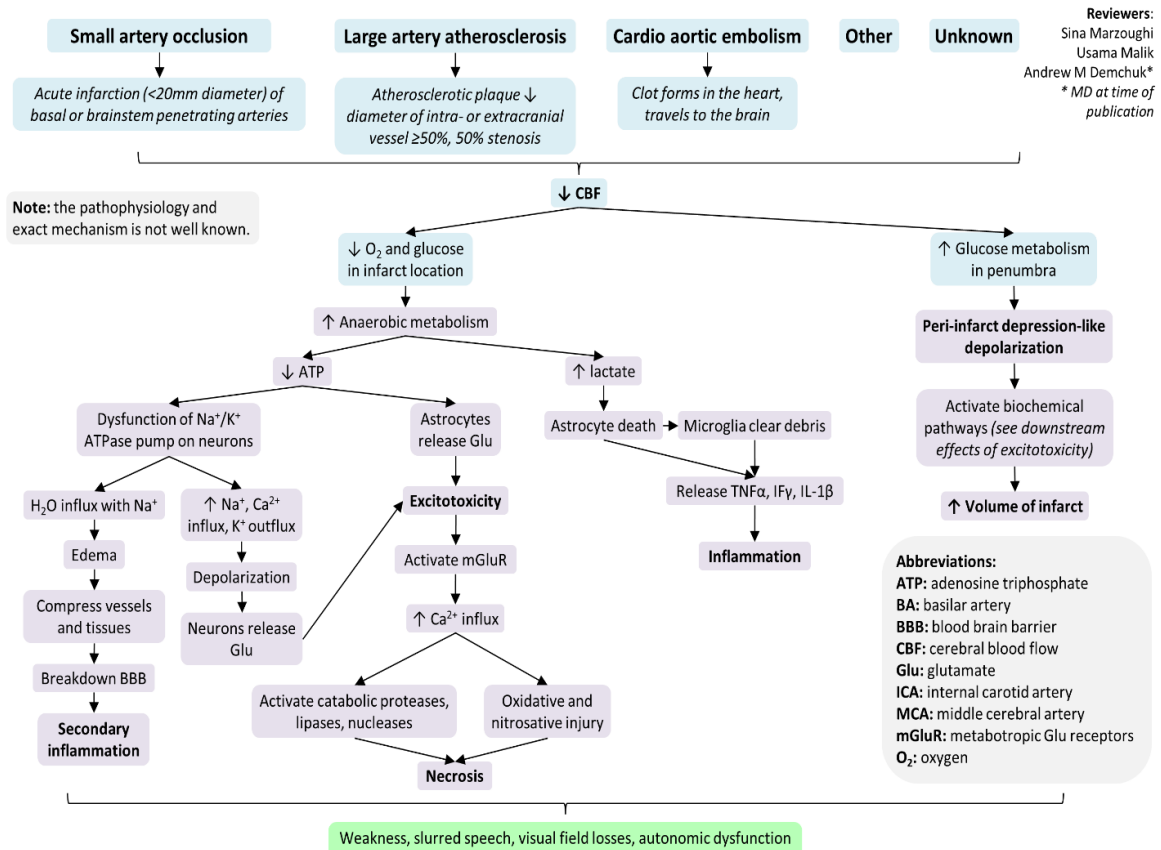 Small artery occlusion
Large artery atherosclerosis
Cardio aortic embolism
Other
Unknown
Reviewers:
Sina Marzoughi
Usama Malik
Andrew M Demchuk*
* MD at time of
publication
Acute infarction (<20mm diameter) of
basal or brainstem penetrating arteries
Atherosclerotic plaque ↓
diameter of intra- or extracranial
vessel ≥50%, 50% stenosis
Clot forms in the heart,
travels to the brain
↓ CBF
Note: the pathophysiology and
exact mechanism is not well known.
↓ O₂ and glucose
in infarct location
↑ Glucose metabolism
in penumbra
↑ Anaerobic metabolism
Peri-infarct depression-like
depolarization
↓ ATP
↑ lactate
Dysfunction of Na⁺/K⁺
ATPase pump on neurons
Astrocytes
release Glu
Astrocyte death
Microglia clear debris
Activate biochemical
pathways (see downstream
effects of excitotoxicity)
H₂O influx with Na⁺
↑ Na⁺, Ca²⁺
influx, K⁺ outflux
Excitotoxicity
Release TNFα, IFγ, IL-1β
↑ Volume of infarct
Edema
Depolarization
Activate mGluR
Inflammation
Compress vessels
and tissues
Neurons release
Glu
↑ Ca²⁺ influx
Breakdown BBB
Activate catabolic proteases,
lipases, nucleases
Oxidative and
nitrosative injury
Secondary
inflammation
Necrosis
Abbreviations:
ATP: adenosine triphosphate
BA: basilar artery
BBB: blood brain barrier
CBF: cerebral blood flow
Glu: glutamate
ICA: internal carotid artery
MCA: middle cerebral artery
mGluR: metabotropic Glu receptors
O₂: oxygen
Weakness, slurred speech, visual field losses, autonomic dysfunction